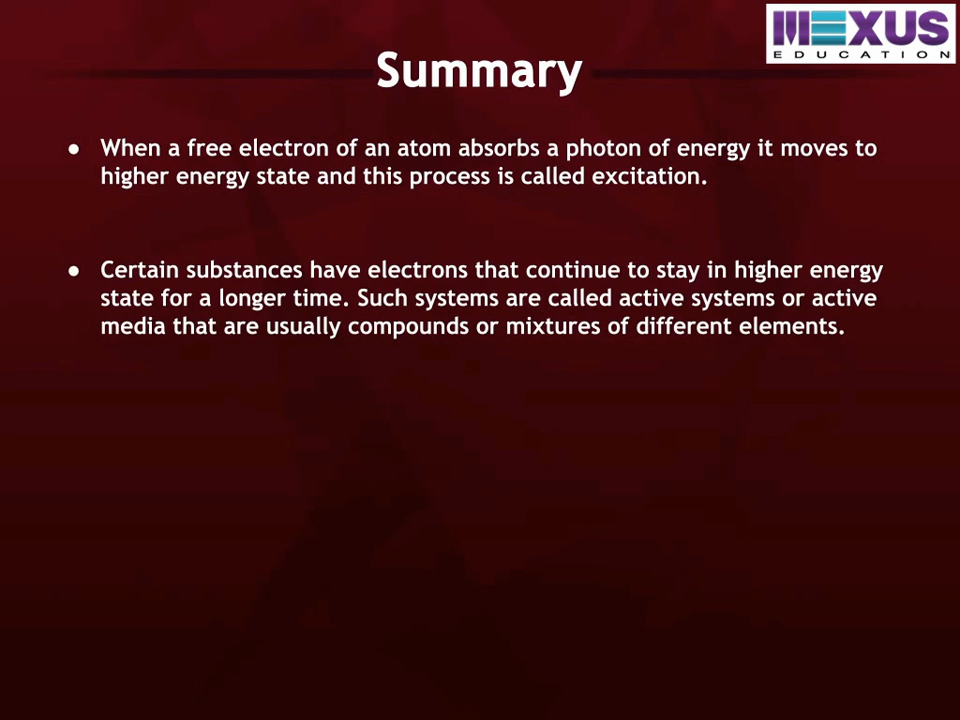 MEXUS
EDUCATION
Summary
● When a free electron of an atom absorbs a photon of energy it moves to
higher energy state and this process is called excitation.
● Certain substances have electrons that continue to stay in higher energy
state for a longer time. Such systems are called active systems or active
media that are usually compounds or mixtures of different elements.